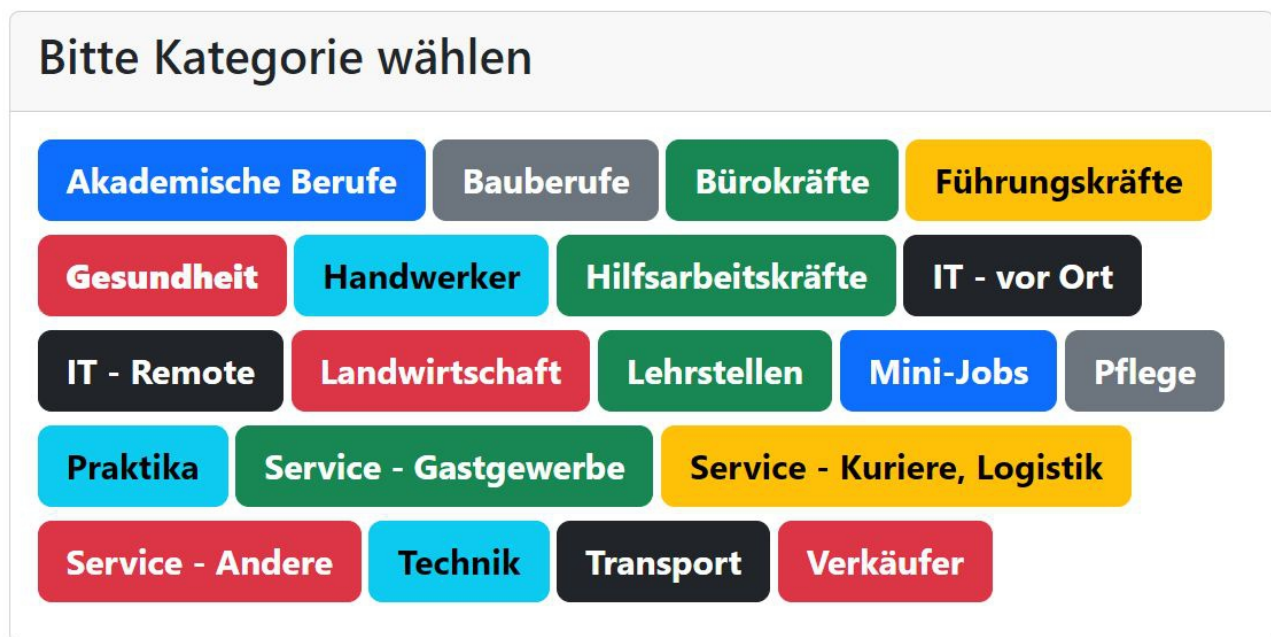 Bitte Kategorie wählen
Akademische Berufe Bauberufe Bürokräfte Führungskräfte
Gesundheit Handwerker Hilfsarbeitskräfte IT - vor Ort
IT - Remote Landwirtschaft Lehrstellen Mini-Jobs Pflege
Praktika Service - Gastgewerbe Service - Kuriere, Logistik
Service - Andere Technik Transport Verkäufer